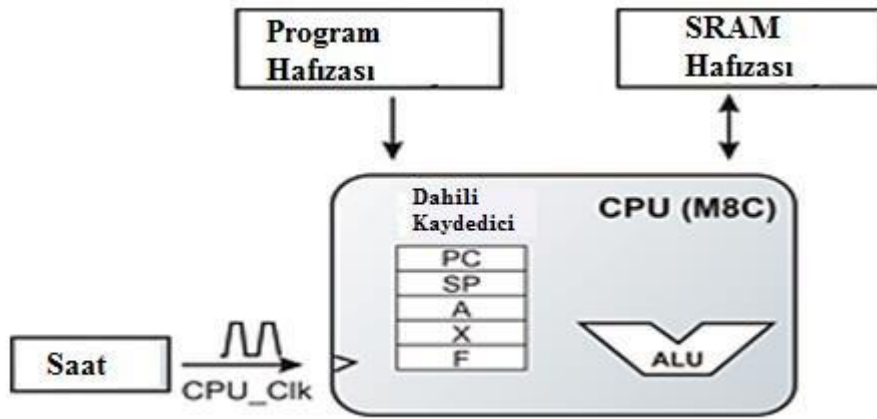 Program
Hafızası
SRAM
Hafızası
Dahili
Kaydedici
CPU (M8C)
PC
SP
A
X
F
ALU
Saat
CPU_Clk